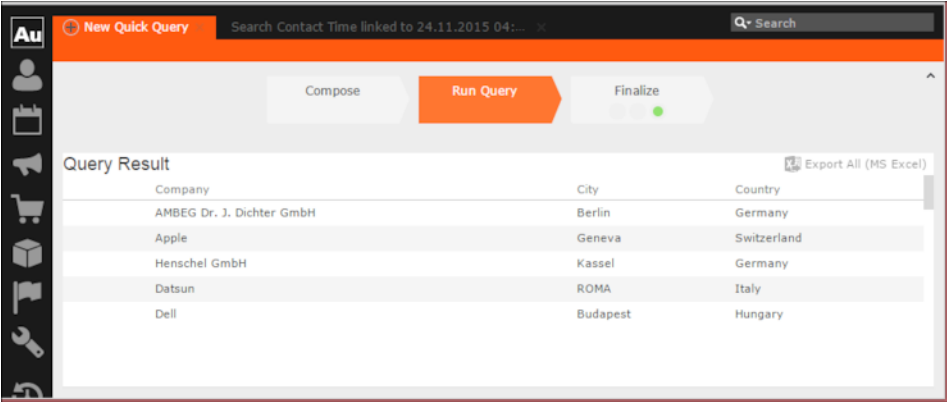 Au New Quick Query Search Contact Time linked to 24.11.2015 04:... Search
Compose Run Query Finalize
Query Result Export All (MS Excel)
Company City Country
AMBEG Dr. J. Dichter GmbH Berlin Germany
Apple Geneva Switzerland
Henschel GmbH Kassel Germany
Datsun ROMA Italy
Dell Budapest Hungary